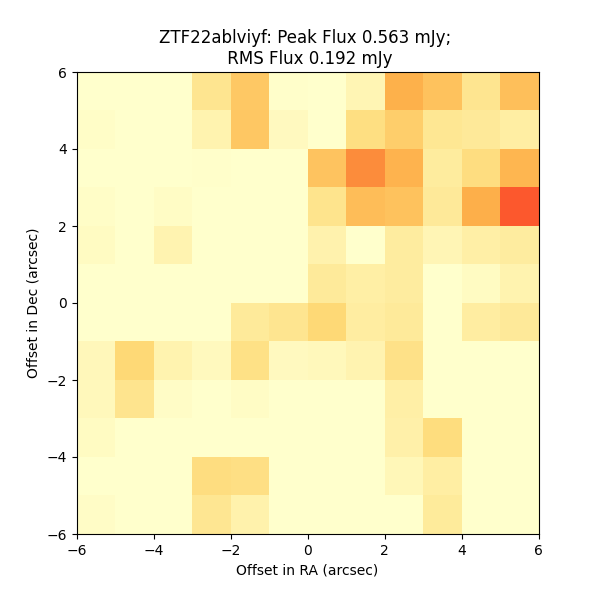 ZTF22ablviyf: Peak Flux 0.563 mJy;
RMS Flux 0.192 mJy
6
4
2
0
−2
−4
−6
Offset in Dec (arcsec)
−6 −4 −2 0 2 4 6
Offset in RA (arcsec)